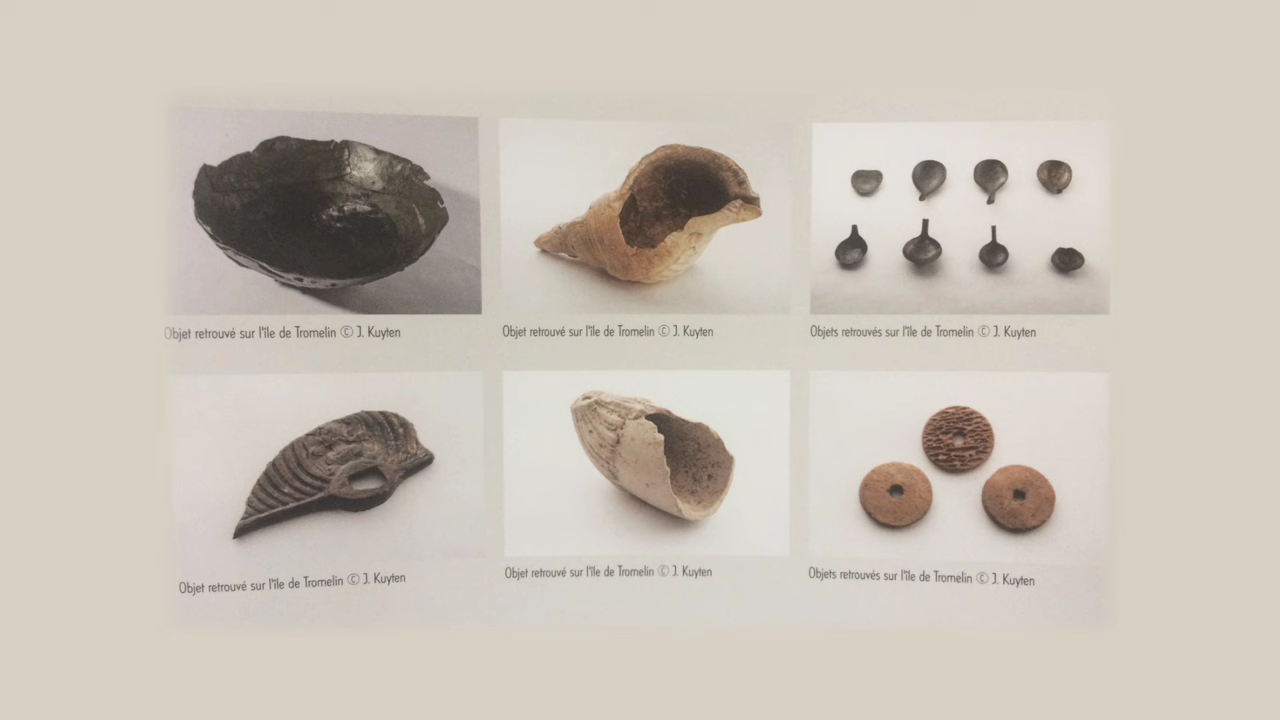 Objet retrouvé sur l'île de Tromelin © J. Kuyten
Objet retrouvé sur l'île de Tromelin © J. Kuyten
Objets retrouvés sur l'île de Tromelin © J. Kuyten
Objet retrouvé sur l'île de Tromelin © J. Kuyten
Objet retrouvé sur l'île de Tromelin © J. Kuyten
Objets retrouvés sur l'île de Tromelin © J. Kuyten